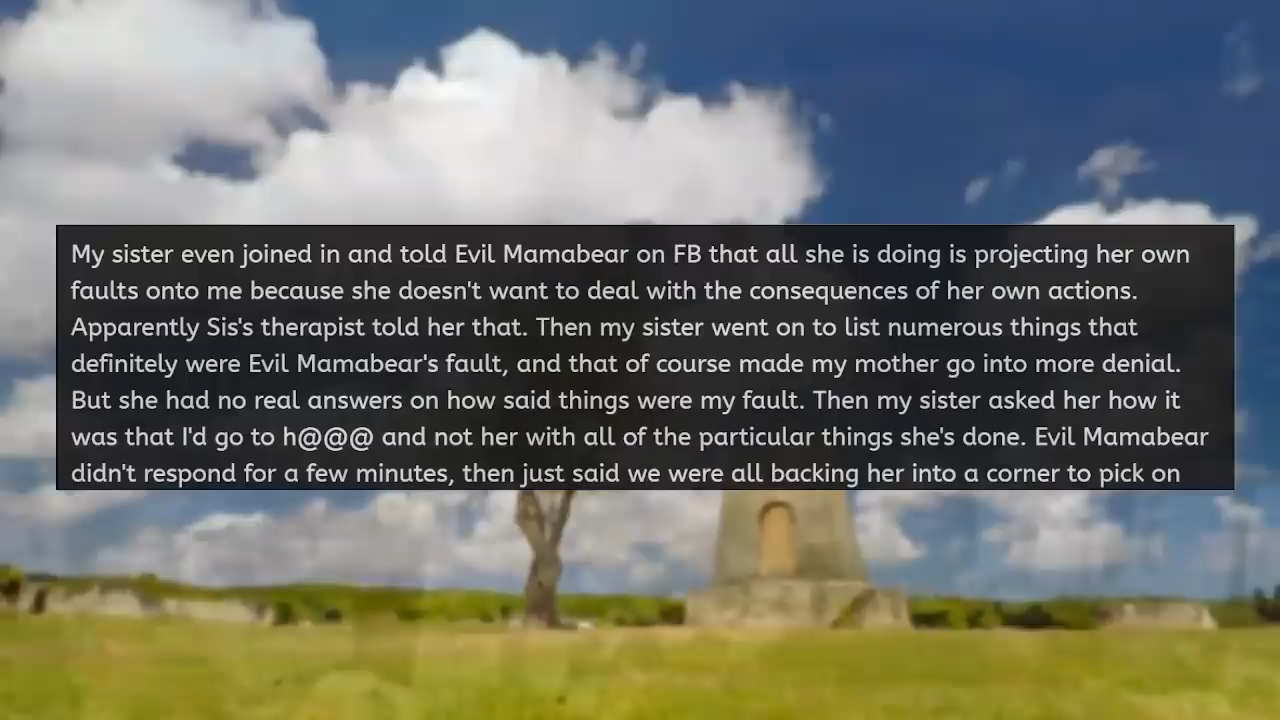 My sister even joined in and told Evil Mamabear on FB that all she is doing is projecting her own
faults onto me because she doesn't want to deal with the consequences of her own actions.
Apparently Sis's therapist told her that. Then my sister went on to list numerous things that
definitely were Evil Mamabear's fault, and that of course made my mother go into more denial.
But she had no real answers on how said things were my fault. Then my sister asked her how it
was that I'd go to h@@@ and not her with all of the particular things she's done. Evil Mamabear
didn't respond for a few minutes, then just said we were all backing her into a corner to pick on